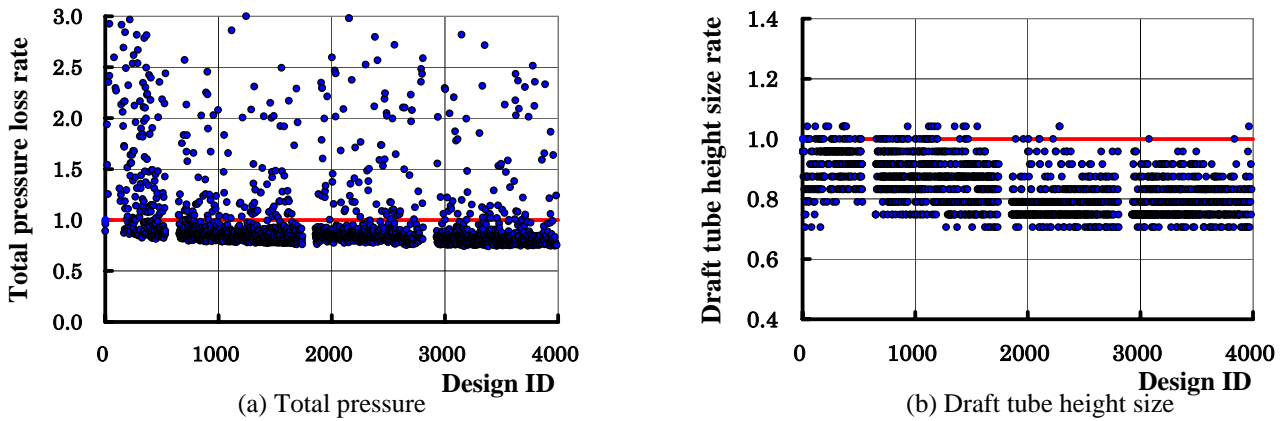 Total pressure loss rate
3.0
2.5
2.0
1.5
1.0
0.5
0.0
0 1000 2000 3000 4000
Design ID
(a) Total pressure
Draft tube height size rate
1.4
1.2
1.0
0.8
0.6
0.4
0 1000 2000 3000 4000
Design ID
(b) Draft tube height size